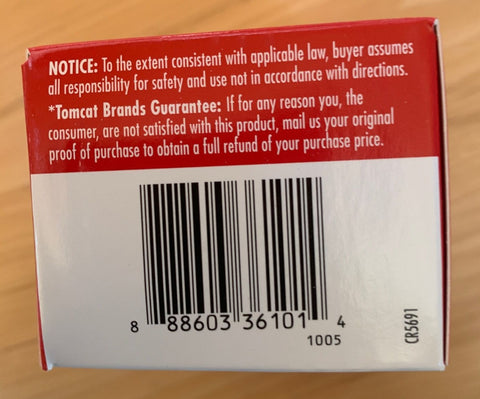 NOTICE: To the extent consistent with applicable law, buyer assumes
all responsibility for safety and use not in accordance with directions.
*Tomcat Brands Guarantee: If for any reason you, the
consumer, are not satisfied with this product, mail us your original
proof of purchase to obtain a full refund of your purchase price.
8 88603 36101 4
1005
CR5691